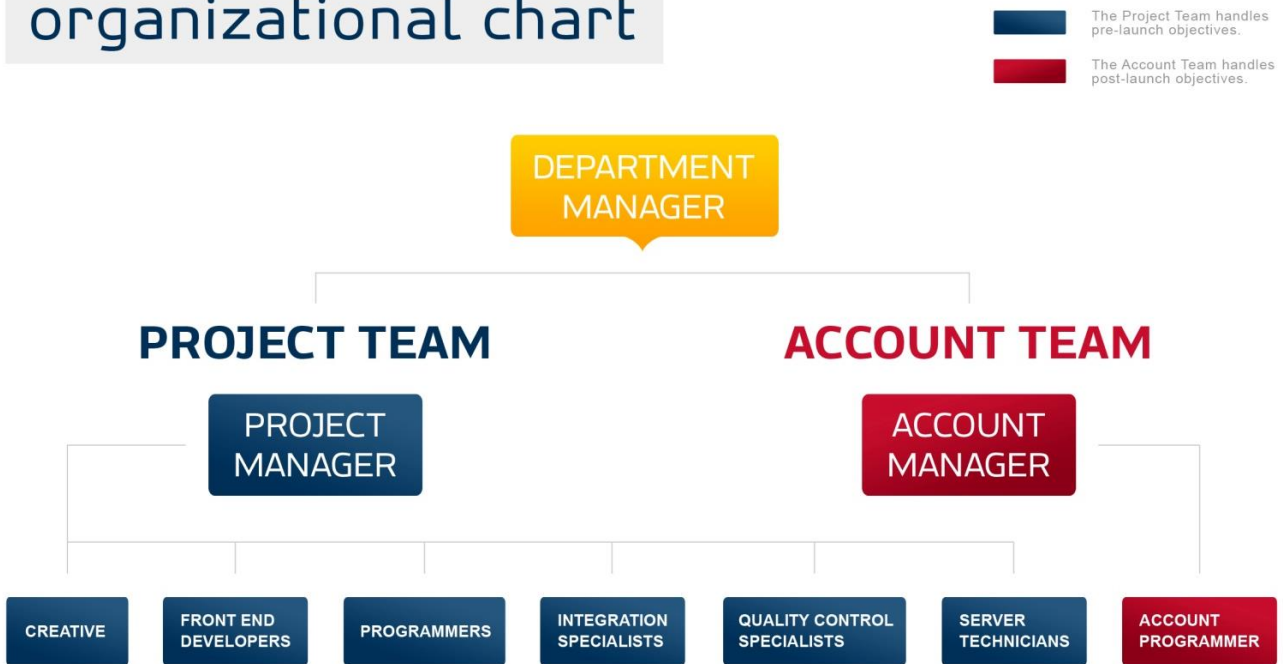 organizational chart
The Project Team handles
pre-launch objectives.
The Account Team handles
post-launch objectives.
DEPARTMENT
MANAGER
PROJECT TEAM
ACCOUNT TEAM
PROJECT
MANAGER
ACCOUNT
MANAGER
CREATIVE
FRONT END
DEVELOPERS
PROGRAMMERS
INTEGRATION
SPECIALISTS
QUALITY CONTROL
SPECIALISTS
SERVER
TECHNICIANS
ACCOUNT
PROGRAMMER